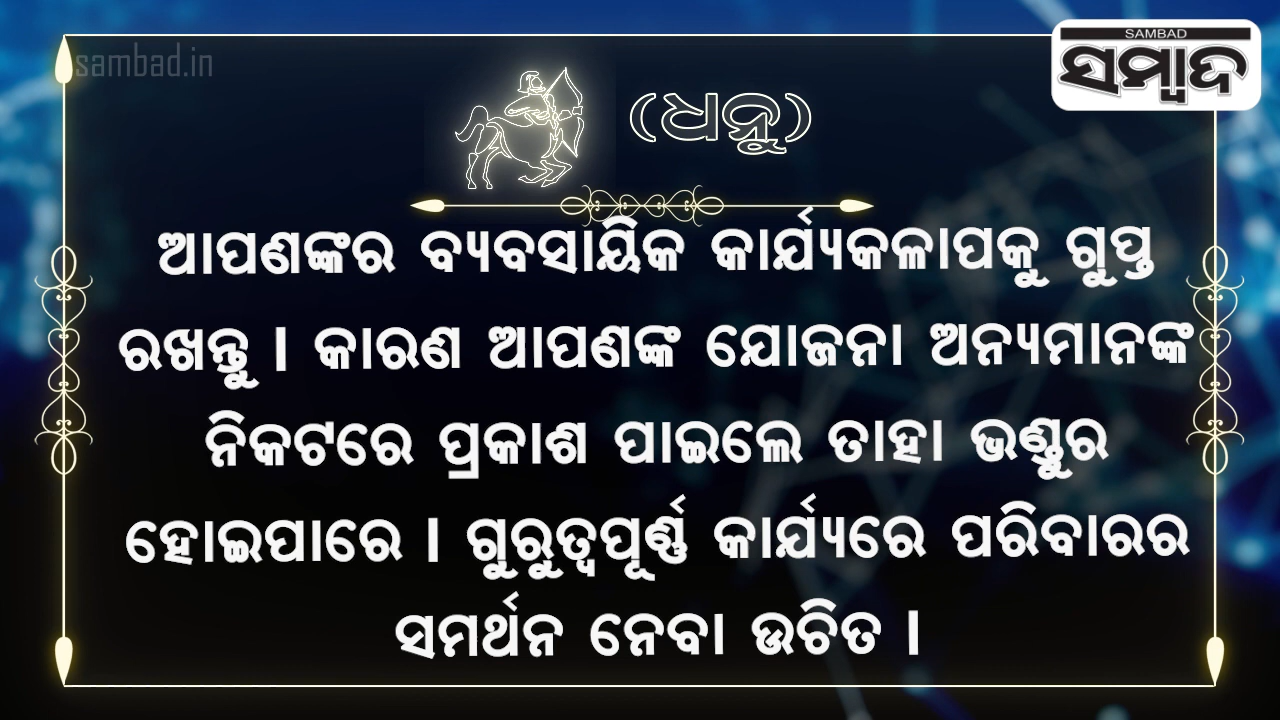 sambad.in
SAMBAD
ସମ୍ବାଦ
(ଧନୁ)
ଆପଣଙ୍କର ବ୍ୟବସାୟିକ କାର୍ଯ୍ୟକଳାପକୁ ଗୁପ୍ତ
ରଖନ୍ତୁ । କାରଣ ଆପଣଙ୍କ ଯୋଜନା ଅନ୍ୟମାନଙ୍କ
ନିକଟରେ ପ୍ରକାଶ ପାଇଲେ ତାହା ଭଣ୍ଡୁର
ହୋଇପାରେ । ଗୁରୁତ୍ୱପୂର୍ଣ୍ଣ କାର୍ଯ୍ୟରେ ପରିବାରର
ସମର୍ଥନ ନେବା ଉଚିତ ।